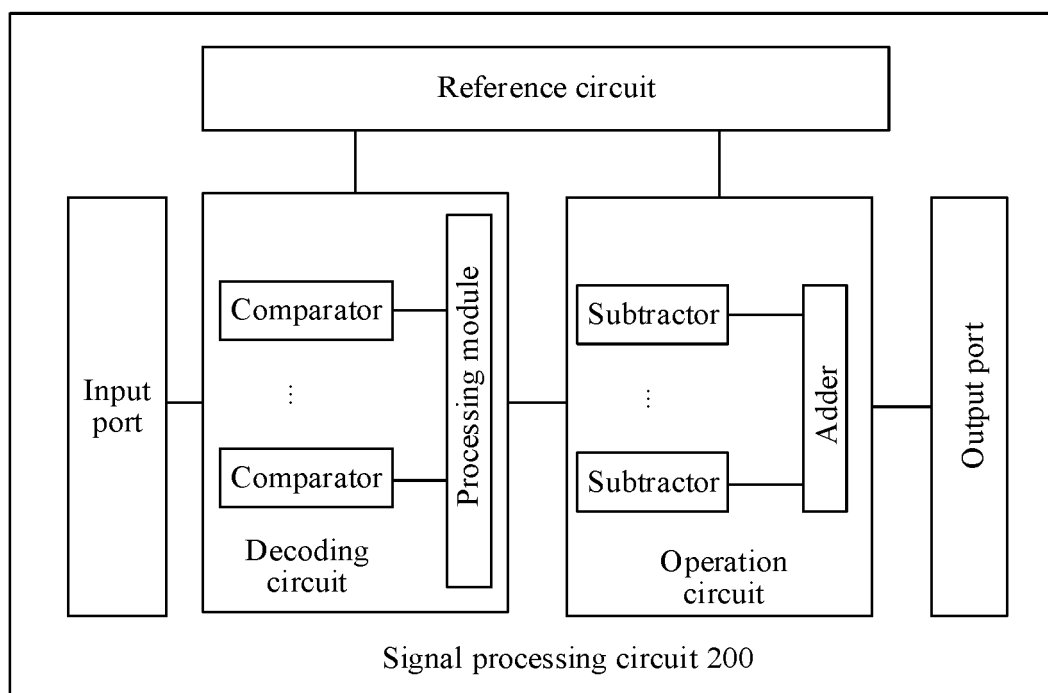 Reference circuit
Input
port
Comparator
⋮
Comparator
Processing module
Decoding
circuit
Subtractor
⋮
Subtractor
Adder
Operation
circuit
Output port
Signal processing circuit 200